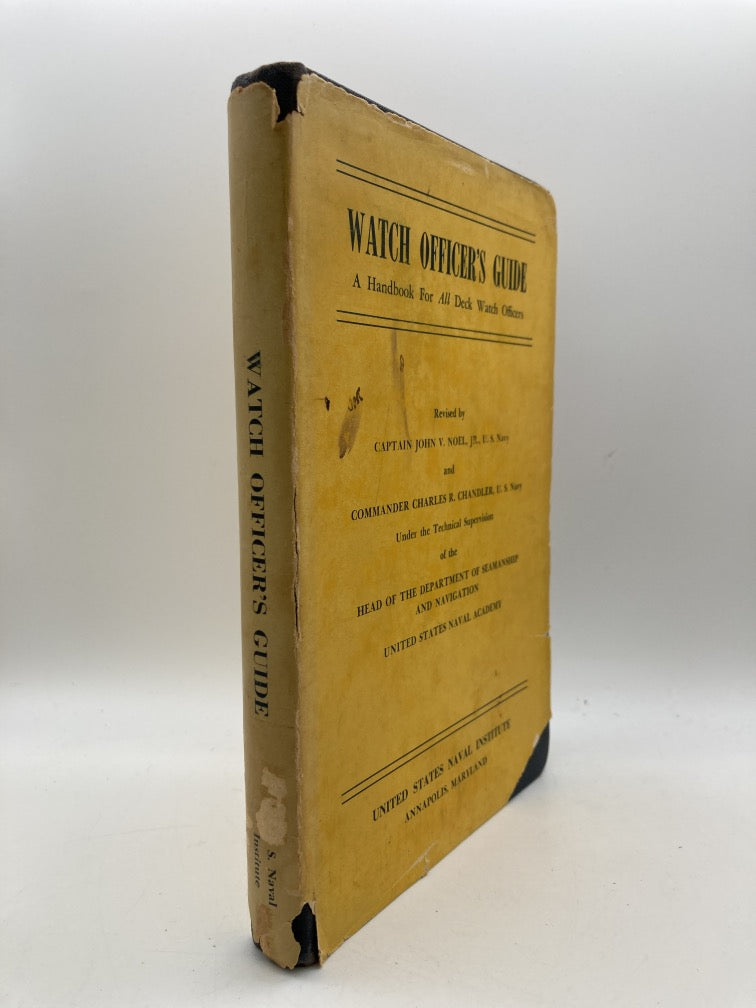 WATCH OFFICER'S GUIDE
A Handbook For All Deck Watch Officers
Revised by
CAPTAIN JOHN V. NOEL, JR., U. S. Navy
and
COMMANDER CHARLES R. CHANDLER, U. S. Navy
Under the Technical Supervision
of the
HEAD OF THE DEPARTMENT OF SEAMANSHIP
AND NAVIGATION
UNITED STATES NAVAL ACADEMY
UNITED STATES NAVAL INSTITUTE
ANNAPOLIS, MARYLAND
WATCH OFFICER'S GUIDE
S. Naval
Institute